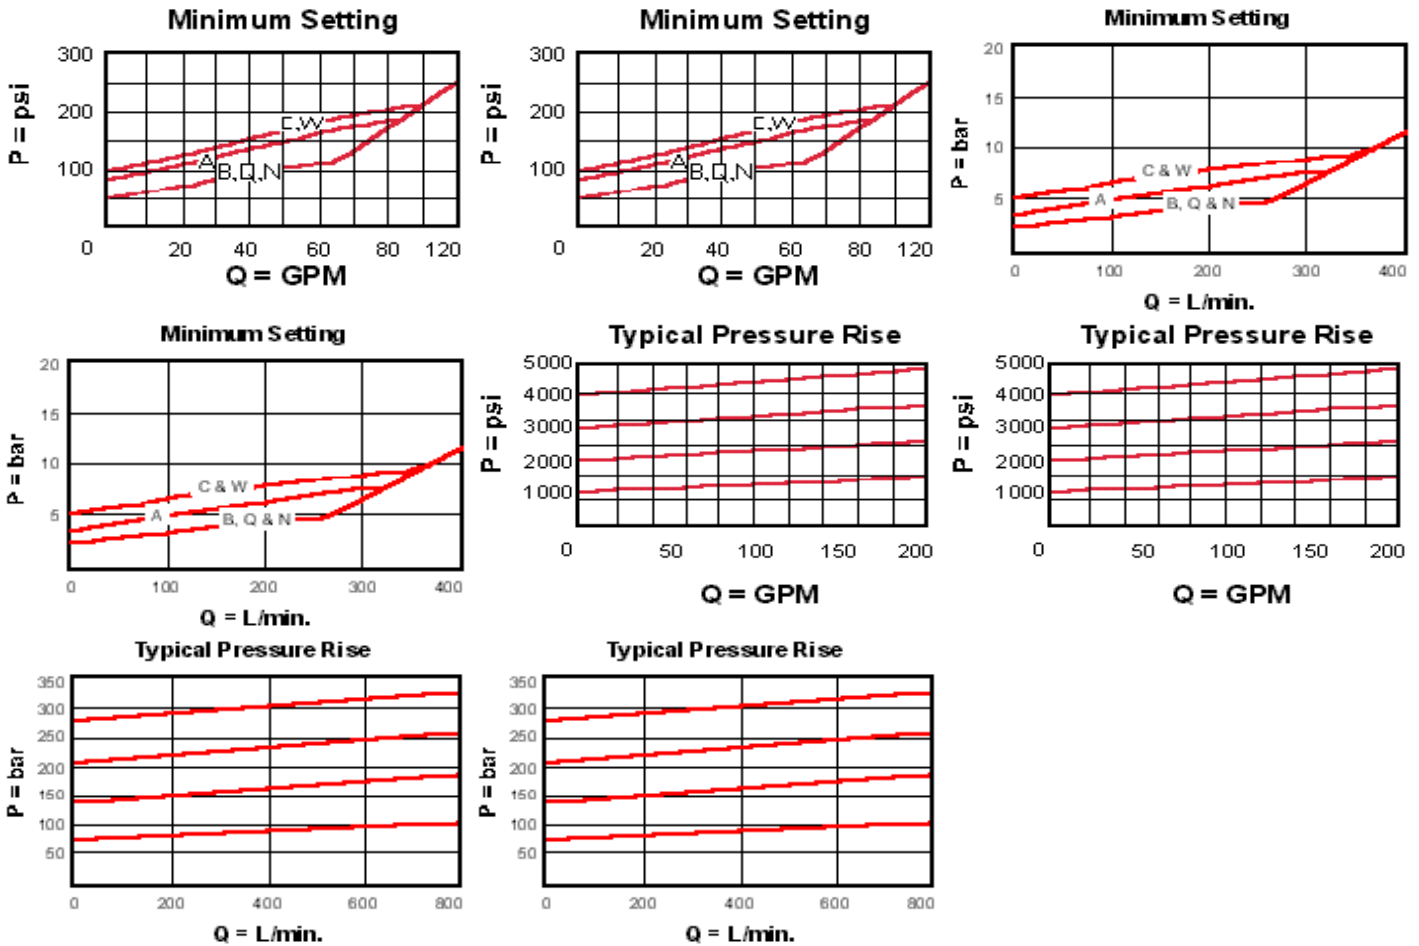 Minimum Setting
300
200
100
0
P = psi
C,W
A
B,Q,N
20 40 60 80 120
Q = GPM
Minimum Setting
300
200
100
0
P = psi
C,W
A
B,Q,N
20 40 60 80 120
Q = GPM
Minimum Setting
20
15
10
5
P = bar
C & W
A
B, Q & N
0 100 200 300 400
Q = L/min.
Minimum Setting
20
15
10
5
P = bar
C & W
A
B, Q & N
0 100 200 300 400
Q = L/min.
Typical Pressure Rise
5000
4000
3000
2000
1000
P = psi
0 50 100 150 200
Q = GPM
Typical Pressure Rise
5000
4000
3000
2000
1000
P = psi
0 50 100 150 200
Q = GPM
Typical Pressure Rise
350
300
250
200
150
100
50
P = bar
0 200 400 600 800
Q = L/min.
Typical Pressure Rise
350
300
250
200
150
100
50
P = bar
0 200 400 600 800
Q = L/min.